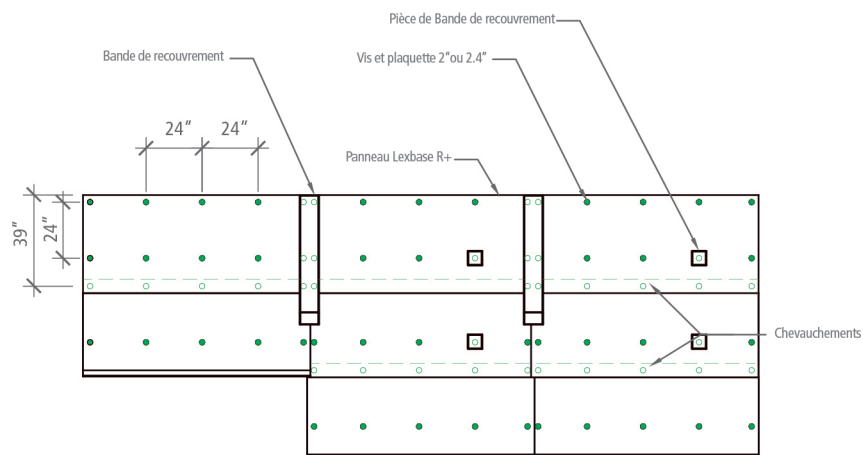 Pièce de Bande de recouvrement
Bande de recouvrement
Vis et plaquette 2"ou 2.4"
24"
24"
Panneau Lexbase R+
39"
24"
Chevauchements